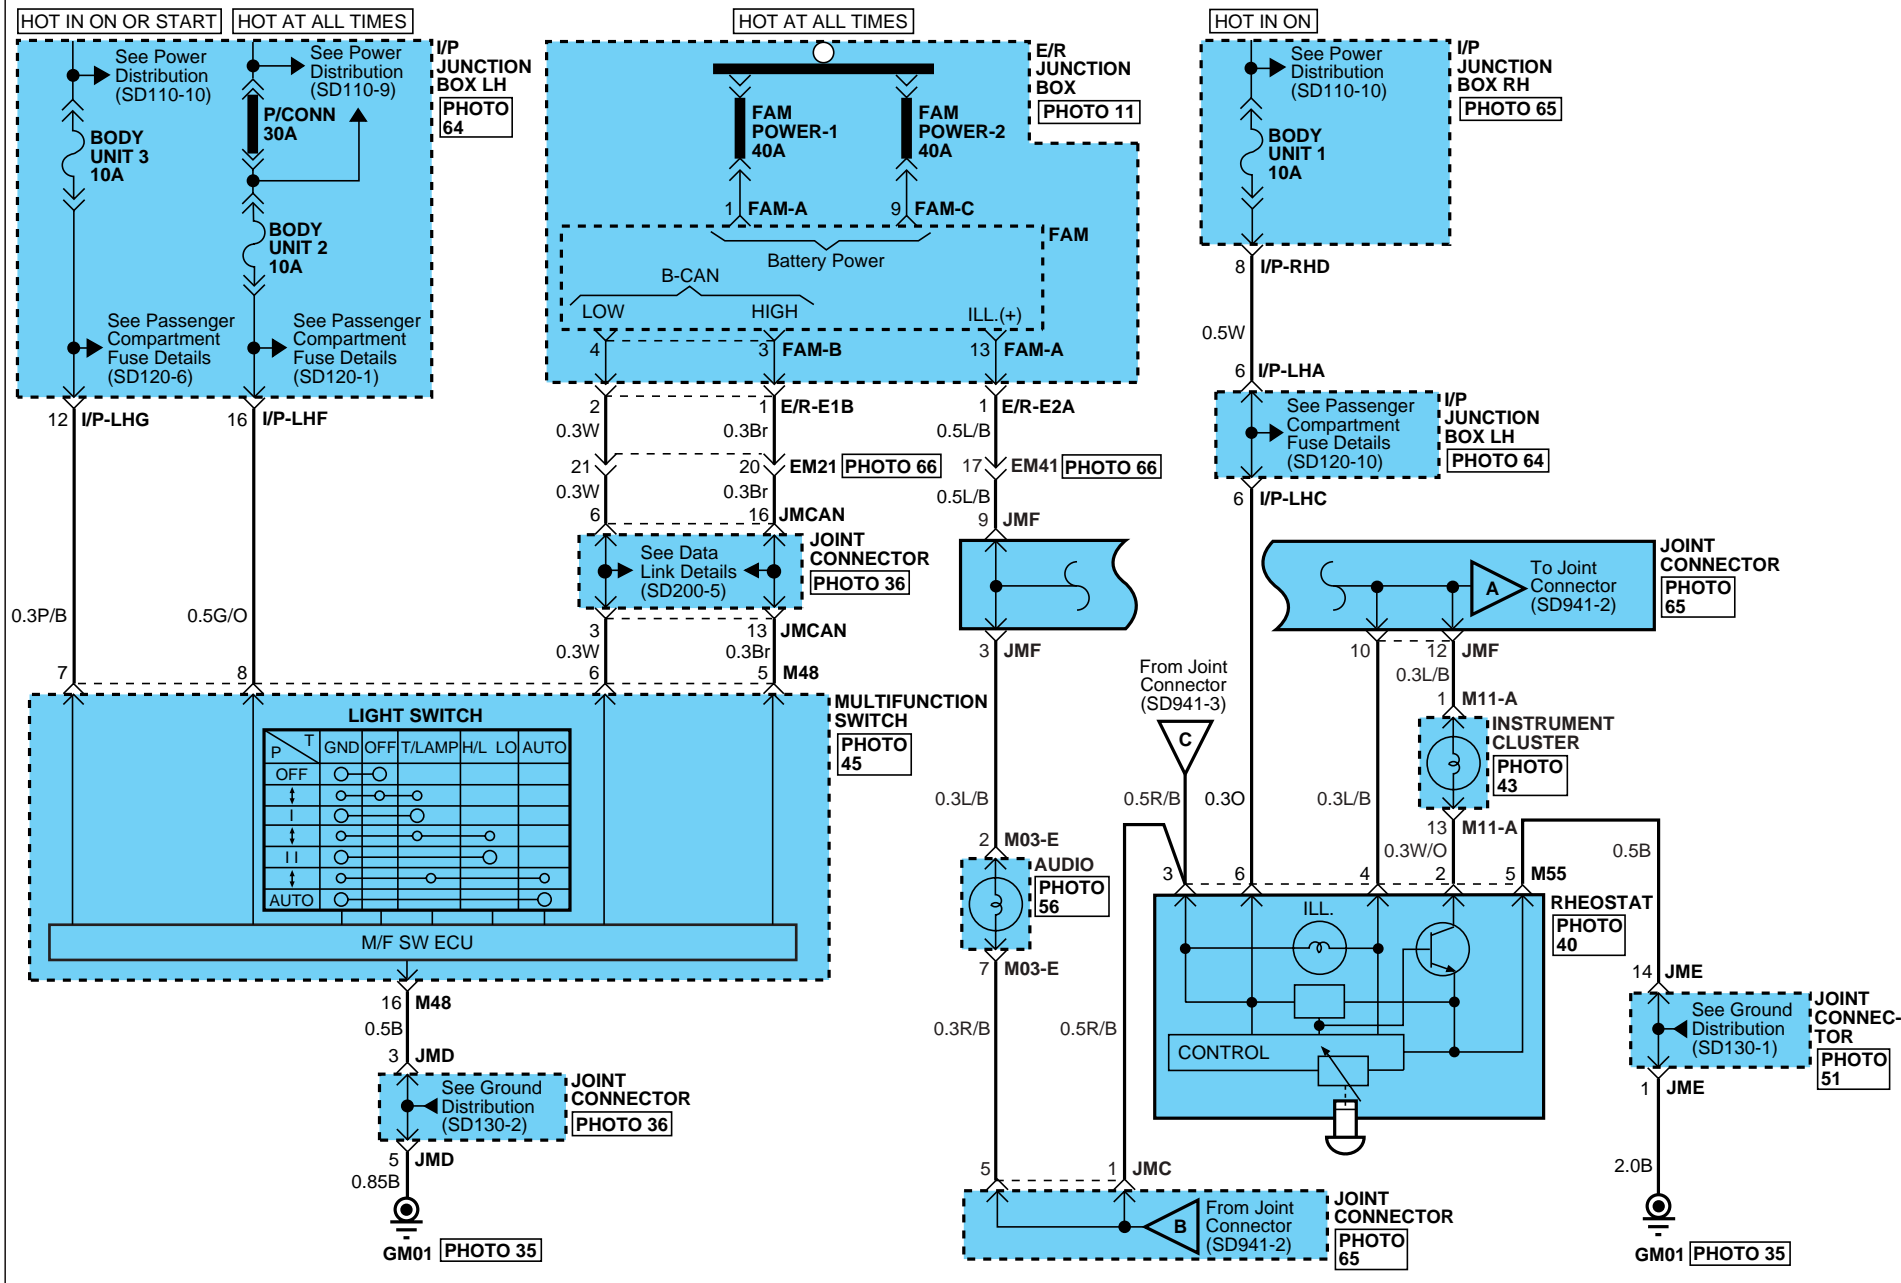 HOT IN ON OR START
HOT AT ALL TIMES
HOT AT ALL TIMES
HOT IN ON
See Power
Distribution
(SD110-10)
See Power
Distribution
(SD110-9)
I/P
JUNCTION
BOX LH
PHOTO
64
BODY
UNIT 3
10A
P/CONN
30A
BODY
UNIT 2
10A
See Passenger
Compartment
Fuse Details
(SD120-6)
See Passenger
Compartment
Fuse Details
(SD120-1)
12 I/P-LHG
16 I/P-LHF
0.3P/B
0.5G/O
7
8
E/R
JUNCTION
BOX
PHOTO 11
FAM
POWER-1
40A
FAM
POWER-2
40A
1 FAM-A
9 FAM-C
FAM
Battery Power
B-CAN
LOW
HIGH
ILL.(+)
4
3 FAM-B
13 FAM-A
2
1 E/R-E1B
1 E/R-E2A
0.3W
0.3Br
0.5L/B
21
20 EM21 PHOTO 66
17 EM41 PHOTO 66
0.3W
0.3Br
0.5L/B
6
16 JMCAN
9 JMF
See Data
Link Details
(SD200-5)
JOINT
CONNECTOR
PHOTO 36
3
13 JMCAN
3 JMF
0.3W
0.3Br
6
5 M48
MULTIFUNCTION
SWITCH
PHOTO
45
LIGHT SWITCH
P T GND OFF T/LAMP H/L LO AUTO
OFF
I
I I
AUTO
M/F SW ECU
16 M48
0.5B
3 JMD
See Ground
Distribution
(SD130-2)
JOINT
CONNECTOR
PHOTO 36
5 JMD
0.85B
GM01 PHOTO 35
0.3L/B
2 M03-E
AUDIO
PHOTO
56
7 M03-E
0.3R/B
0.5R/B
5
1 JMC
B
From Joint
Connector
(SD941-2)
JOINT
CONNECTOR
PHOTO
65
See Power
Distribution
(SD110-10)
I/P
JUNCTION
BOX RH
PHOTO 65
BODY
UNIT 1
10A
8 I/P-RHD
0.5W
6 I/P-LHA
See Passenger
Compartment
Fuse Details
(SD120-10)
I/P
JUNCTION
BOX LH
PHOTO 64
6 I/P-LHC
A
To Joint
Connector
(SD941-2)
JOINT
CONNECTOR
PHOTO
65
10
12 JMF
0.3L/B
From Joint
Connector
(SD941-3)
C
1 M11-A
INSTRUMENT
CLUSTER
PHOTO
43
0.5R/B
0.3O
0.3L/B
13 M11-A
0.3W/O
0.5B
3
6
4
2
5 M55
RHEOSTAT
PHOTO
40
ILL.
CONTROL
14 JME
See Ground
Distribution
(SD130-1)
JOINT
CONNEC-
TOR
PHOTO
51
1 JME
2.0B
GM01 PHOTO 35